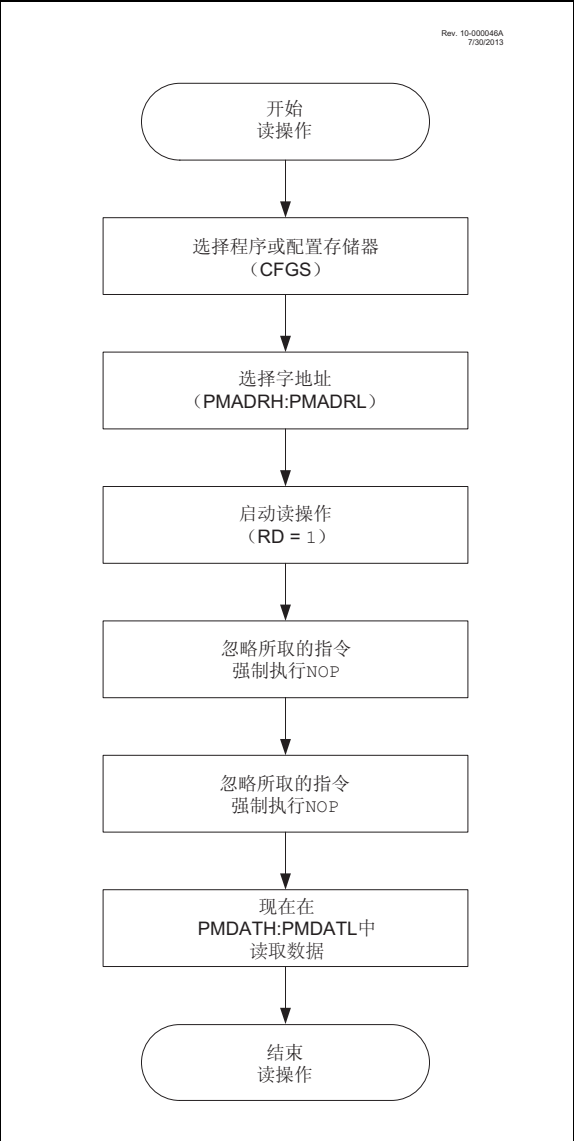 Rev. 10-000046A
7/30/2013
开始
读操作
选择程序或配置存储器
（CFGS）
选择字地址
（PMADRH:PMADRL）
启动读操作
（RD = 1）
忽略所取的指令
强制执行NOP
忽略所取的指令
强制执行NOP
现在在
PMDATH:PMDATL中
读取数据
结束
读操作